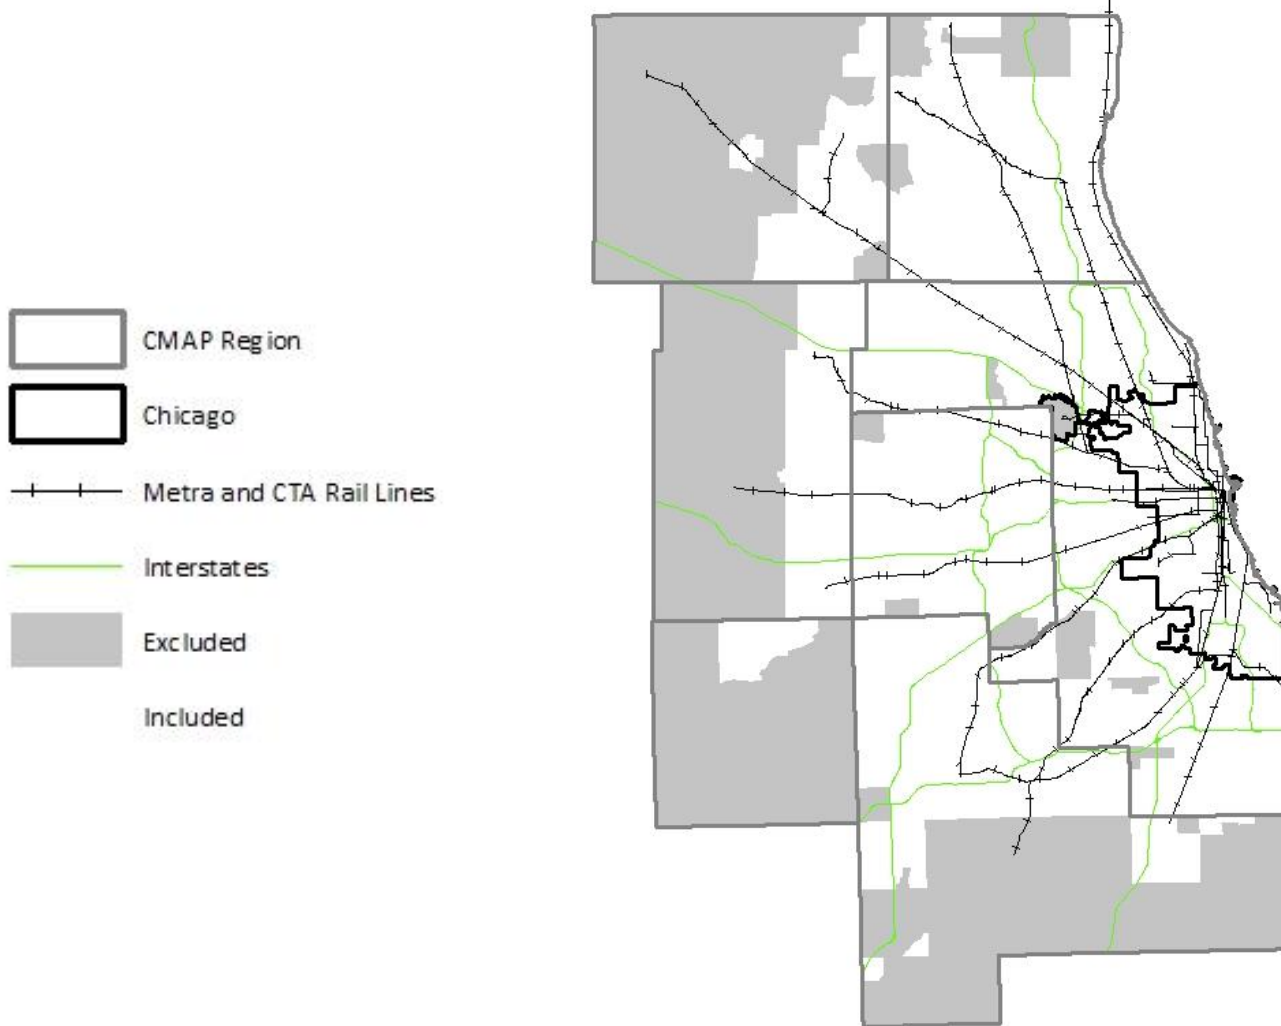 CMAP Region
Chicago
Metra and CTA Rail Lines
Interstates
Excluded
Included